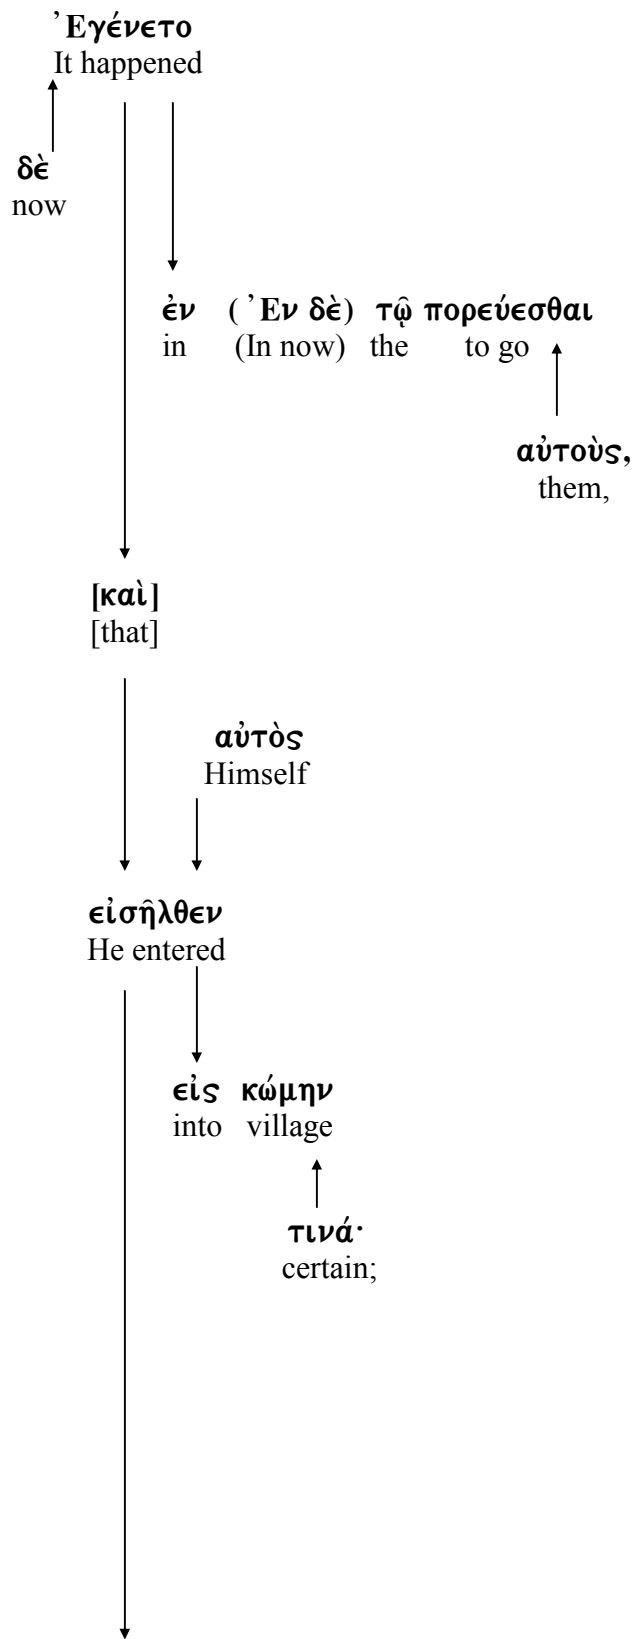 Ἐγένετο
It happened
δὲ
now
ἐν ( Ἐν δὲ) τῷ πορεύεσθαι
in (In now) the to go
αὐτοὺς,
them,
[καὶ]
[that]
αὐτὸς
Himself
εἰσῆλθεν
He entered
εἰς κώμην
into village
τινά·
certain;